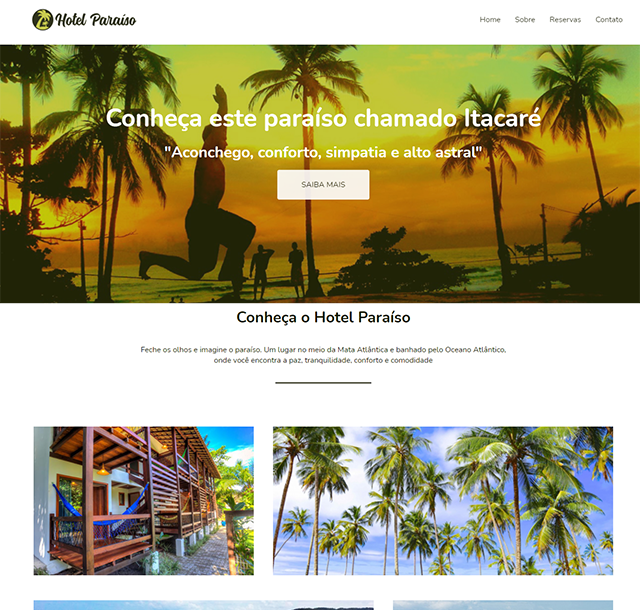 Hotel Paraíso
Home Sobre Reservas Contato
Conheça este paraíso chamado Itacaré
"Aconchego, conforto, simpatia e alto astral"
SAIBA MAIS
Conheça o Hotel Paraíso
Feche os olhos e imagine o paraíso. Um lugar no meio da Mata Atlântica e banhado pelo Oceano Atlântico,
onde você encontra a paz, tranquilidade, conforto e comodidade